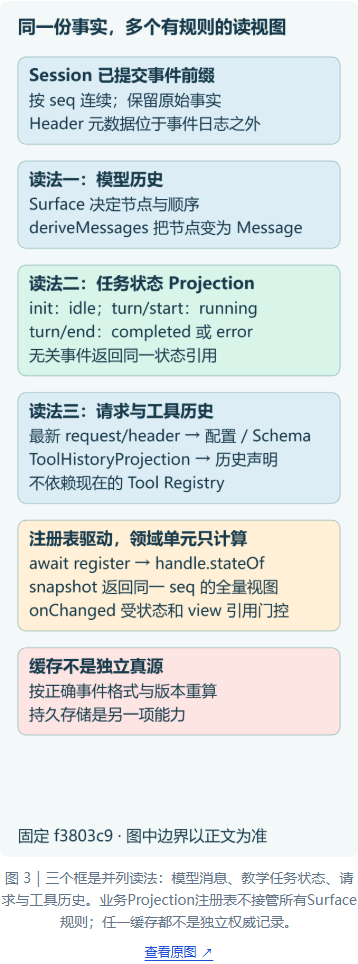 同一份事实，多个有规则的读视图
Session 已提交事件前缀
按 seq 连续；保留原始事实
Header 元数据位于事件日志之外
读法一：模型历史
Surface 决定节点与顺序
deriveMessages 把节点变为 Message
读法二：任务状态 Projection
init：idle；turn/start：running
turn/end：completed 或 error
无关事件返回同一状态引用
读法三：请求与工具历史
最新 request/header → 配置 / Schema
ToolHistoryProjection → 历史声明
不依赖现在的 Tool Registry
注册表驱动，领域单元只计算
await register → handle.stateOf
snapshot 返回同一 seq 的全量视图
onChanged 受状态和 view 引用门控
缓存不是独立真源
按正确事件格式与版本重算
持久存储是另一项能力
固定 f3803c9 · 图中边界以正文为准
图 3｜三个框是并列读法：模型消息、教学任务状态、请
求与工具历史。业务Projection注册表不接管所有Surface
规则；任一缓存都不是独立权威记录。
查看原图 ↗